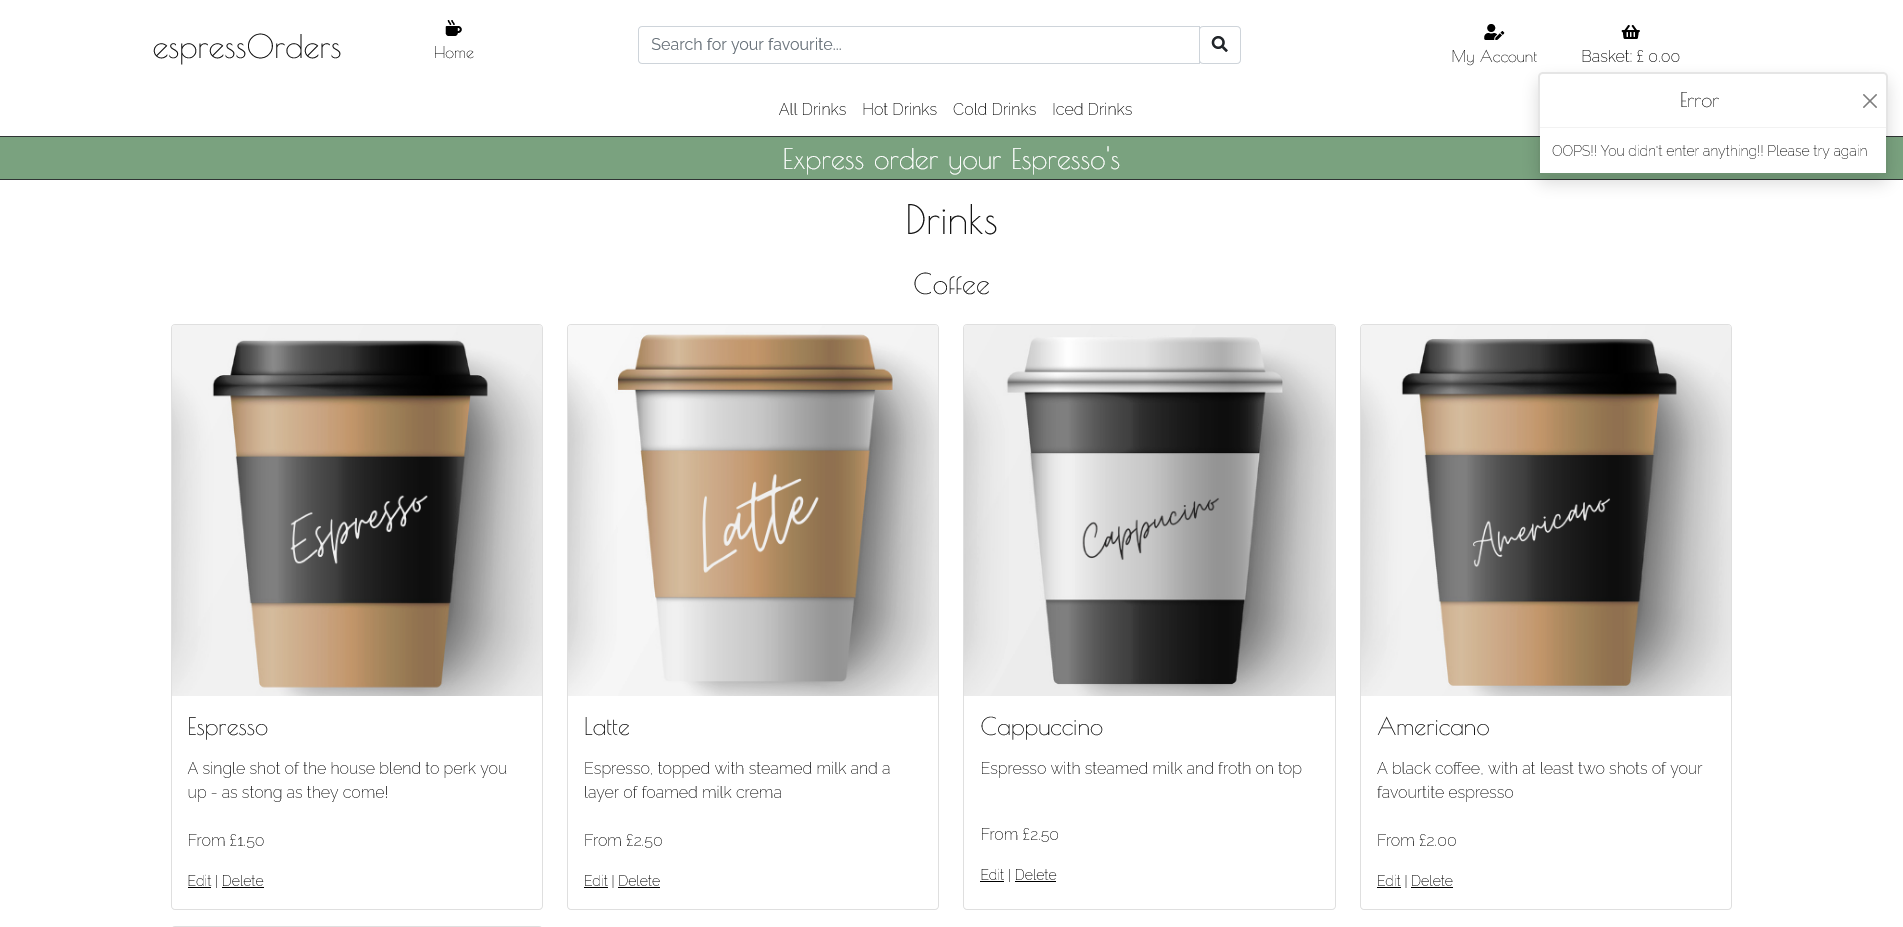 espressOrders
Home
Search for your favourite...
My Account
Basket: £ 0.00
Error
OOPS!! You didn't enter anything!! Please try again
All Drinks Hot Drinks Cold Drinks Iced Drinks
Express order your Espresso's
Drinks
Coffee
Espresso
Latte
Cappucino
Americano
Espresso
A single shot of the house blend to perk you
up - as stong as they come!
From £1.50
Edit | Delete
Latte
Espresso, topped with steamed milk and a
layer of foamed milk crema
From £2.50
Edit | Delete
Cappuccino
Espresso with steamed milk and froth on top
From £2.50
Edit | Delete
Americano
A black coffee, with at least two shots of your
favourtite espresso
From £2.00
Edit | Delete